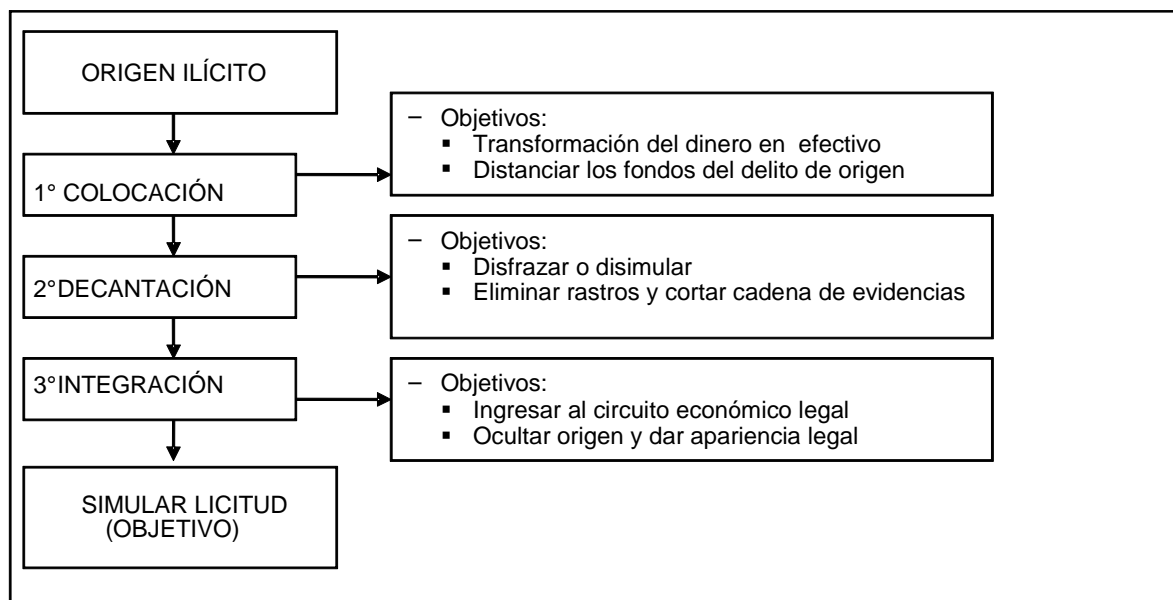 ORIGEN ILÍCITO
– Objetivos:
▪ Transformación del dinero en efectivo
▪ Distanciar los fondos del delito de origen
1° COLOCACIÓN
– Objetivos:
▪ Disfrazar o disimular
▪ Eliminar rastros y cortar cadena de evidencias
2°DECANTACIÓN
– Objetivos:
▪ Ingresar al circuito económico legal
▪ Ocultar origen y dar apariencia legal
3°INTEGRACIÓN
SIMULAR LICITUD
(OBJETIVO)